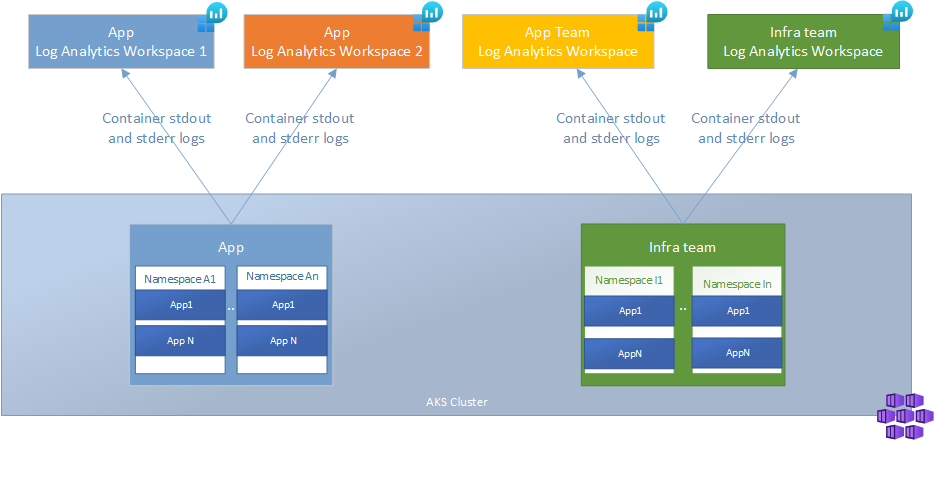 App
Log Analytics Workspace 1
App
Log Analytics Workspace 2
App Team
Log Analytics Workspace
Infra team
Log Analytics Workspace
Container stdout
and stderr logs
Container stdout
and stderr logs
Container stdout
and stderr logs
Container stdout
and stderr logs
App
Namespace A1
App1
App N
..
Namespace An
App1
App N
Infra team
Namespace I1
App1
AppN
..
Namespace In
App1
AppN
AKS Cluster